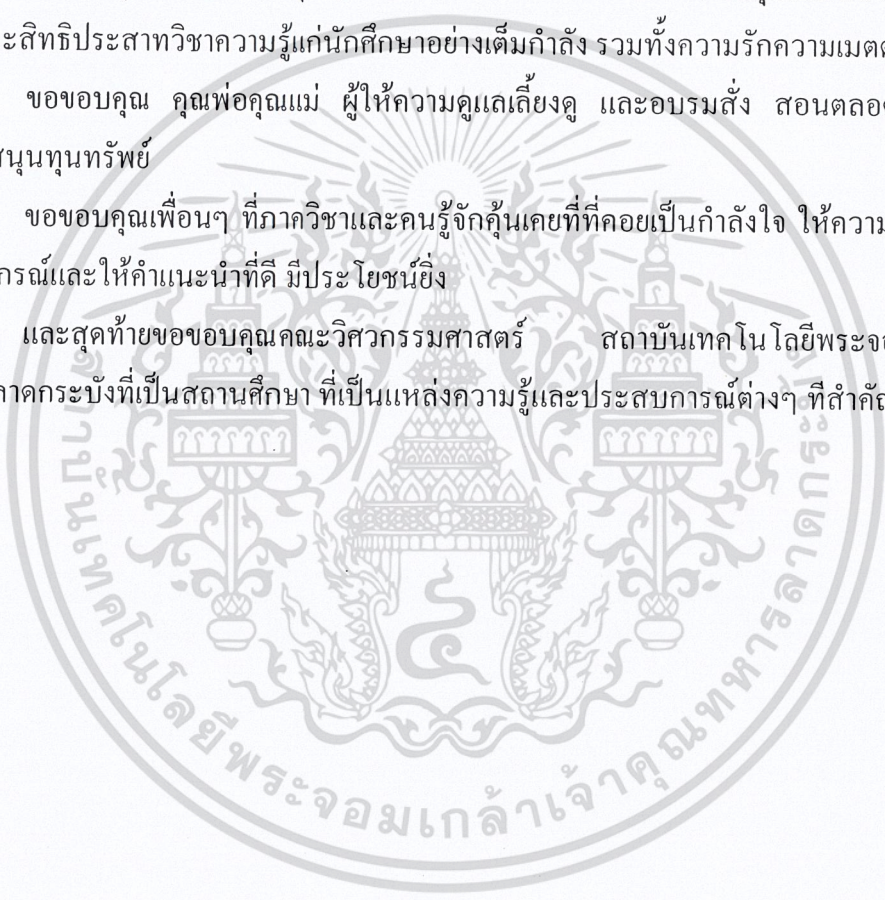 ะสิทธิประสาทวิชาความรู้แก่นักศึกษาอย่างเต็มกำลัง รวมทั้งความรักความเมตต
ขอขอบคุณ คุณพ่อคุณแม่ ผู้ให้ความดูแลเลี้ยงดู และอบรมสั่ง สอนตลอ
นุนทุนทรัพย์
ขอขอบคุณเพื่อนๆ ที่ภาควิชาและคนรู้จักคุ้นเคยที่ที่คอยเป็นกำลังใจ ให้ความ
กรณ์และให้คำแนะนำที่ดี มีประโยชน์ยิ่ง
และสุดท้ายขอขอบคุณคณะวิศวกรรมศาสตร์ สถาบันเทคโนโลยีพระจอ
าดกระบังที่เป็นสถานศึกษา ที่เป็นแหล่งความรู้และประสบการณ์ต่างๆ ทีสำคัญ
๔
สถาบันเทคโนโลยีพระจอมเกล้าเจ้าคุณทหารลาดกระบัง